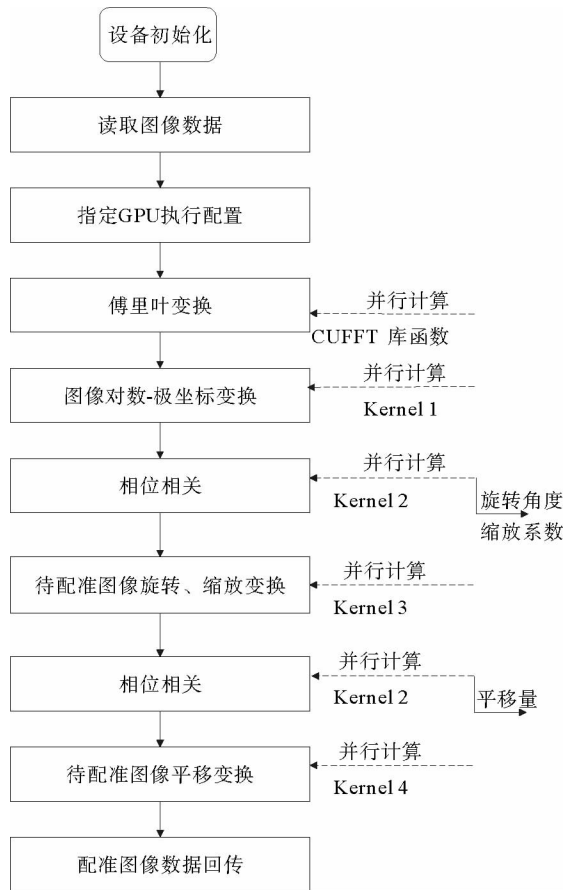 设备初始化
读取图像数据
指定GPU执行配置
傅里叶变换
并行计算
CUFFT 库函数
图像对数-极坐标变换
并行计算
Kernel 1
相位相关
并行计算
Kernel 2
旋转角度
缩放系数
待配准图像旋转、缩放变换
并行计算
Kernel 3
相位相关
并行计算
Kernel 2
平移量
待配准图像平移变换
并行计算
Kernel 4
配准图像数据回传